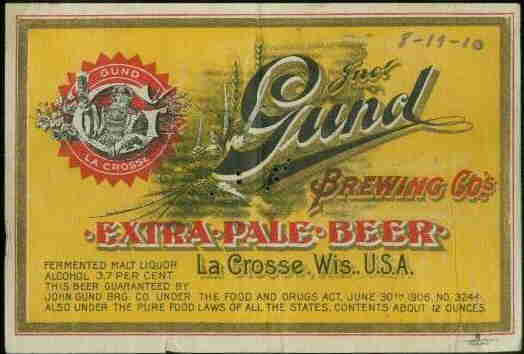 8-19-10
GUND
G
LA CROSSE
Jno.
Gund
BREWING CO'S
EXTRA·PALE·BEER
La Crosse, Wis., U.S.A.
FERMENTED MALT LIQUOR
ALCOHOL 3.7 PER CENT
THIS BEER GUARANTEED BY
JOHN GUND BRG. CO. UNDER THE FOOD AND DRUGS ACT, JUNE 30TH 1906, NO. 3244
ALSO UNDER THE PURE FOOD LAWS OF ALL THE STATES. CONTENTS ABOUT 12 OUNCES.